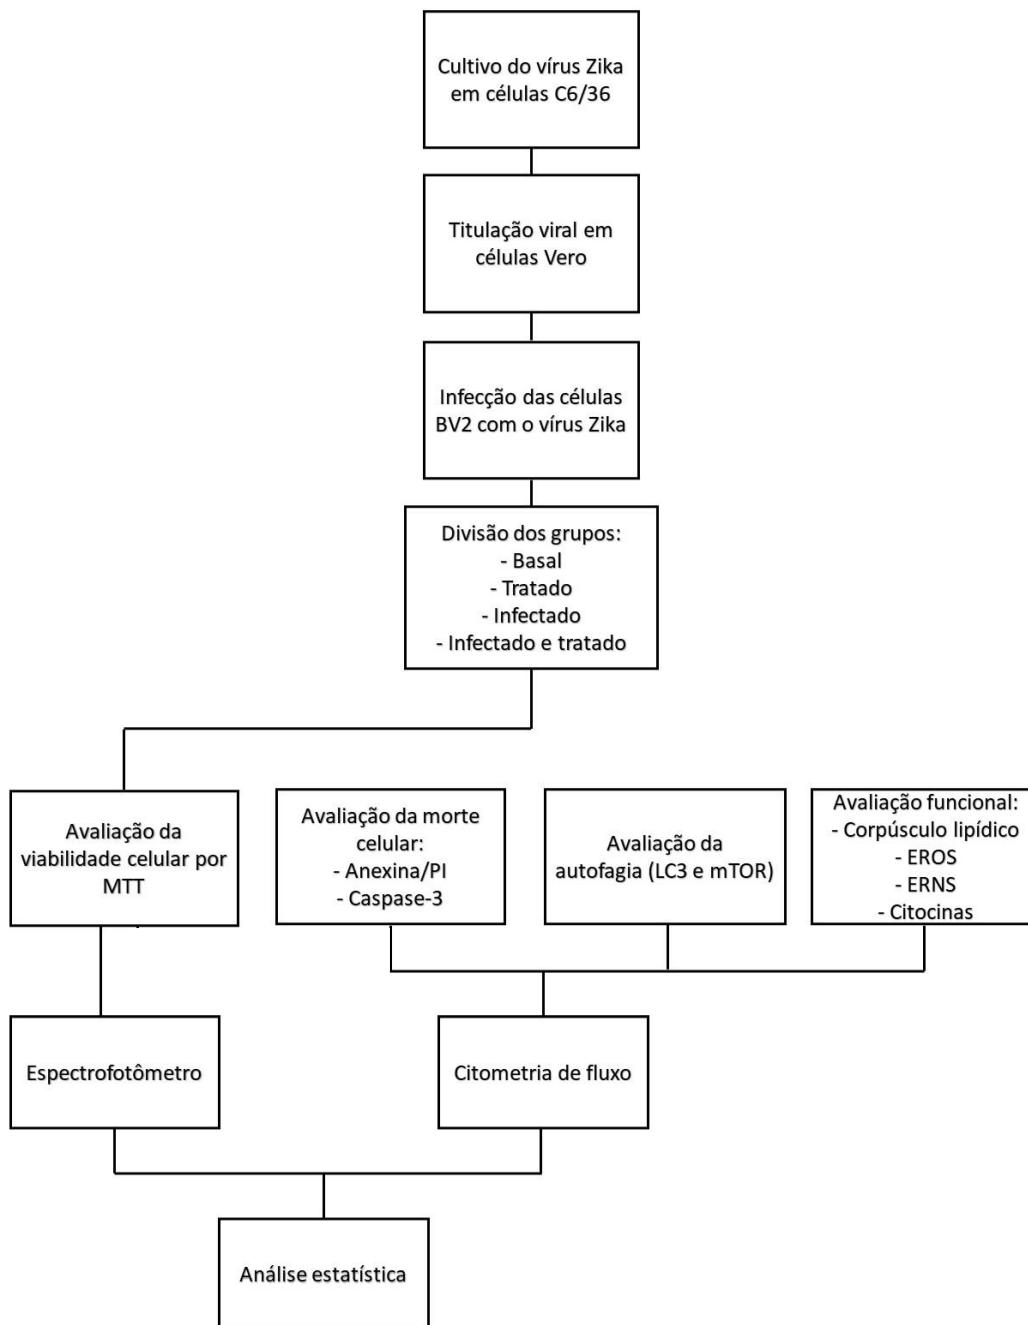 Cultivo do vírus Zika
em células C6/36
Titulação viral em
células Vero
Infecção das células
BV2 com o vírus Zika
Divisão dos grupos:
- Basal
- Tratado
- Infectado
- Infectado e tratado
Avaliação da
viabilidade celular por
MTT
Avaliação da morte
celular:
- Anexina/PI
- Caspase-3
Avaliação da
autofagia (LC3 e mTOR)
Avaliação funcional:
- Corpúsculo lipídico
- EROS
- ERNS
- Citocinas
Espectrofotômetro
Citometria de fluxo
Análise estatística